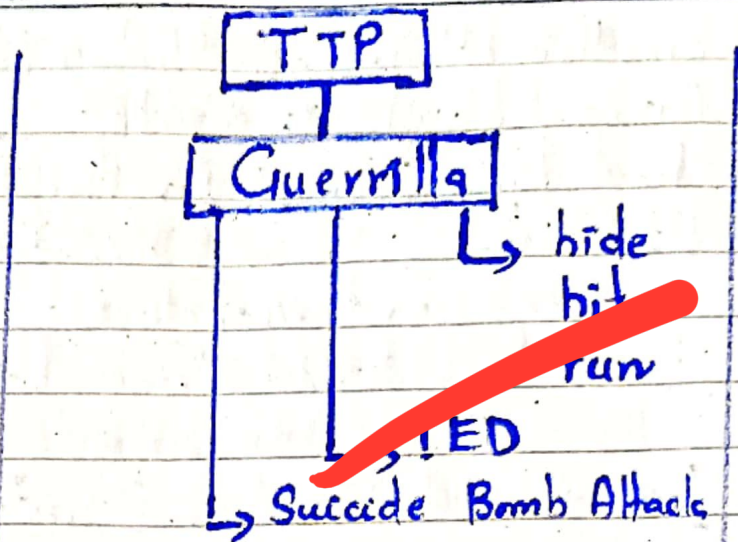 TTP
Guerrilla
hide
hit
run
IED
Suicide Bomb Attack